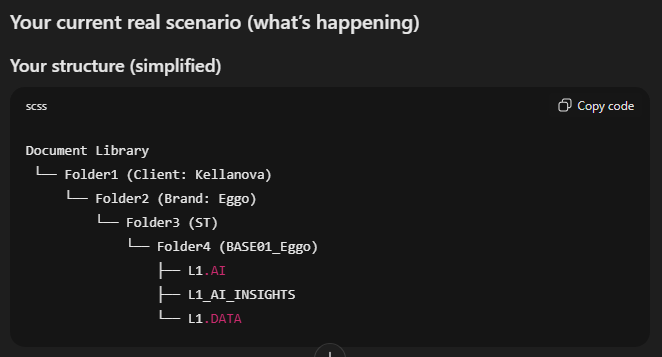 Your current real scenario (what's happening)
Your structure (simplified)
scss
Copy code
Document Library
└── Folder1 (Client: Kellanova)
└── Folder2 (Brand: Eggo)
└── Folder3 (ST)
└── Folder4 (BASE01_Eggo)
├── L1.AI
├── L1_AI_INSIGHTS
└── L1.DATA